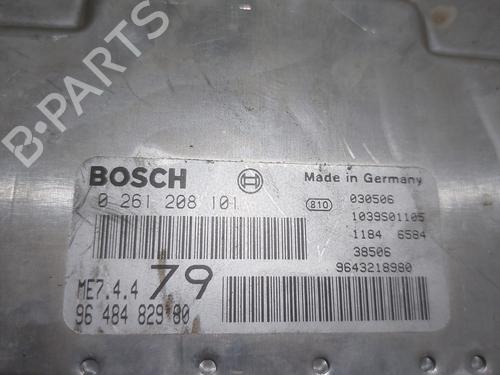 B-PARTS
BOSCH
Made in Germany
0 261 208 101
810
030506
1039S01105
1184 6584
38506
9643218980
ME7.4.4 79
96 484 829 80